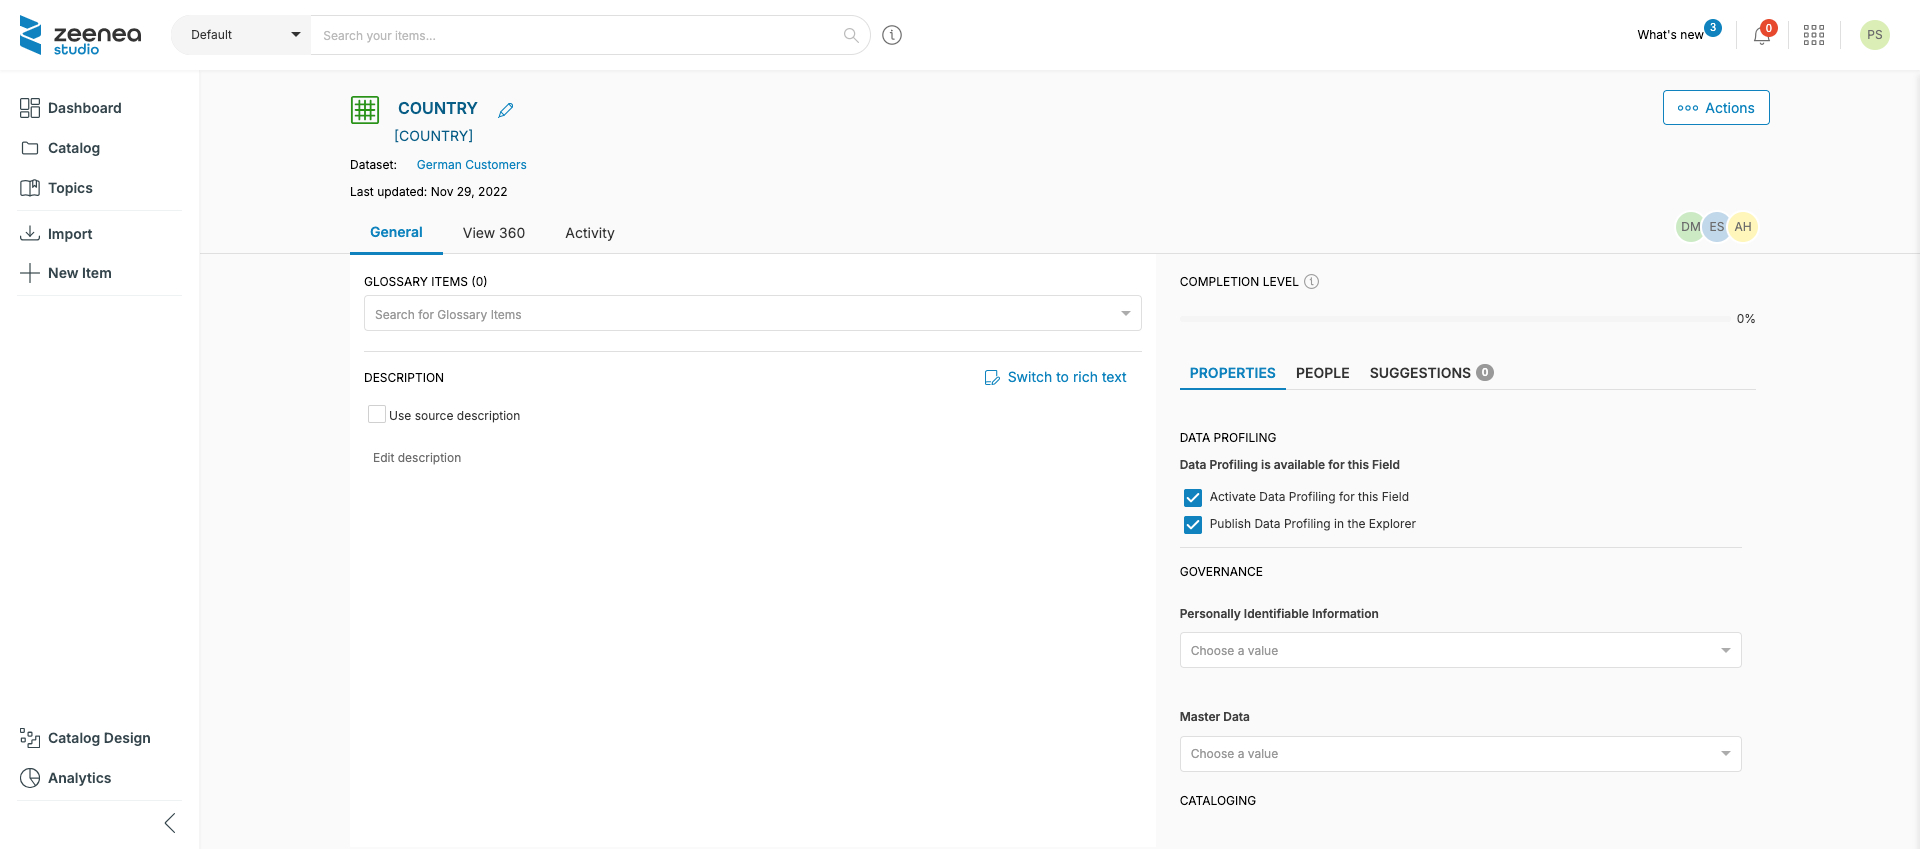 zeenea
studio
Default
Search your items...
What's new
3
0
PS
Dashboard
Catalog
Topics
Import
New Item
Catalog Design
Analytics
COUNTRY
[COUNTRY]
Dataset: German Customers
Last updated: Nov 29, 2022
Actions
General
View 360
Activity
DM
ES
AH
GLOSSARY ITEMS (0)
Search for Glossary Items
DESCRIPTION
Switch to rich text
Use source description
Edit description
COMPLETION LEVEL
0%
PROPERTIES
PEOPLE
SUGGESTIONS 0
DATA PROFILING
Data Profiling is available for this Field
Activate Data Profiling for this Field
Publish Data Profiling in the Explorer
GOVERNANCE
Personally Identifiable Information
Choose a value
Master Data
Choose a value
CATALOGING